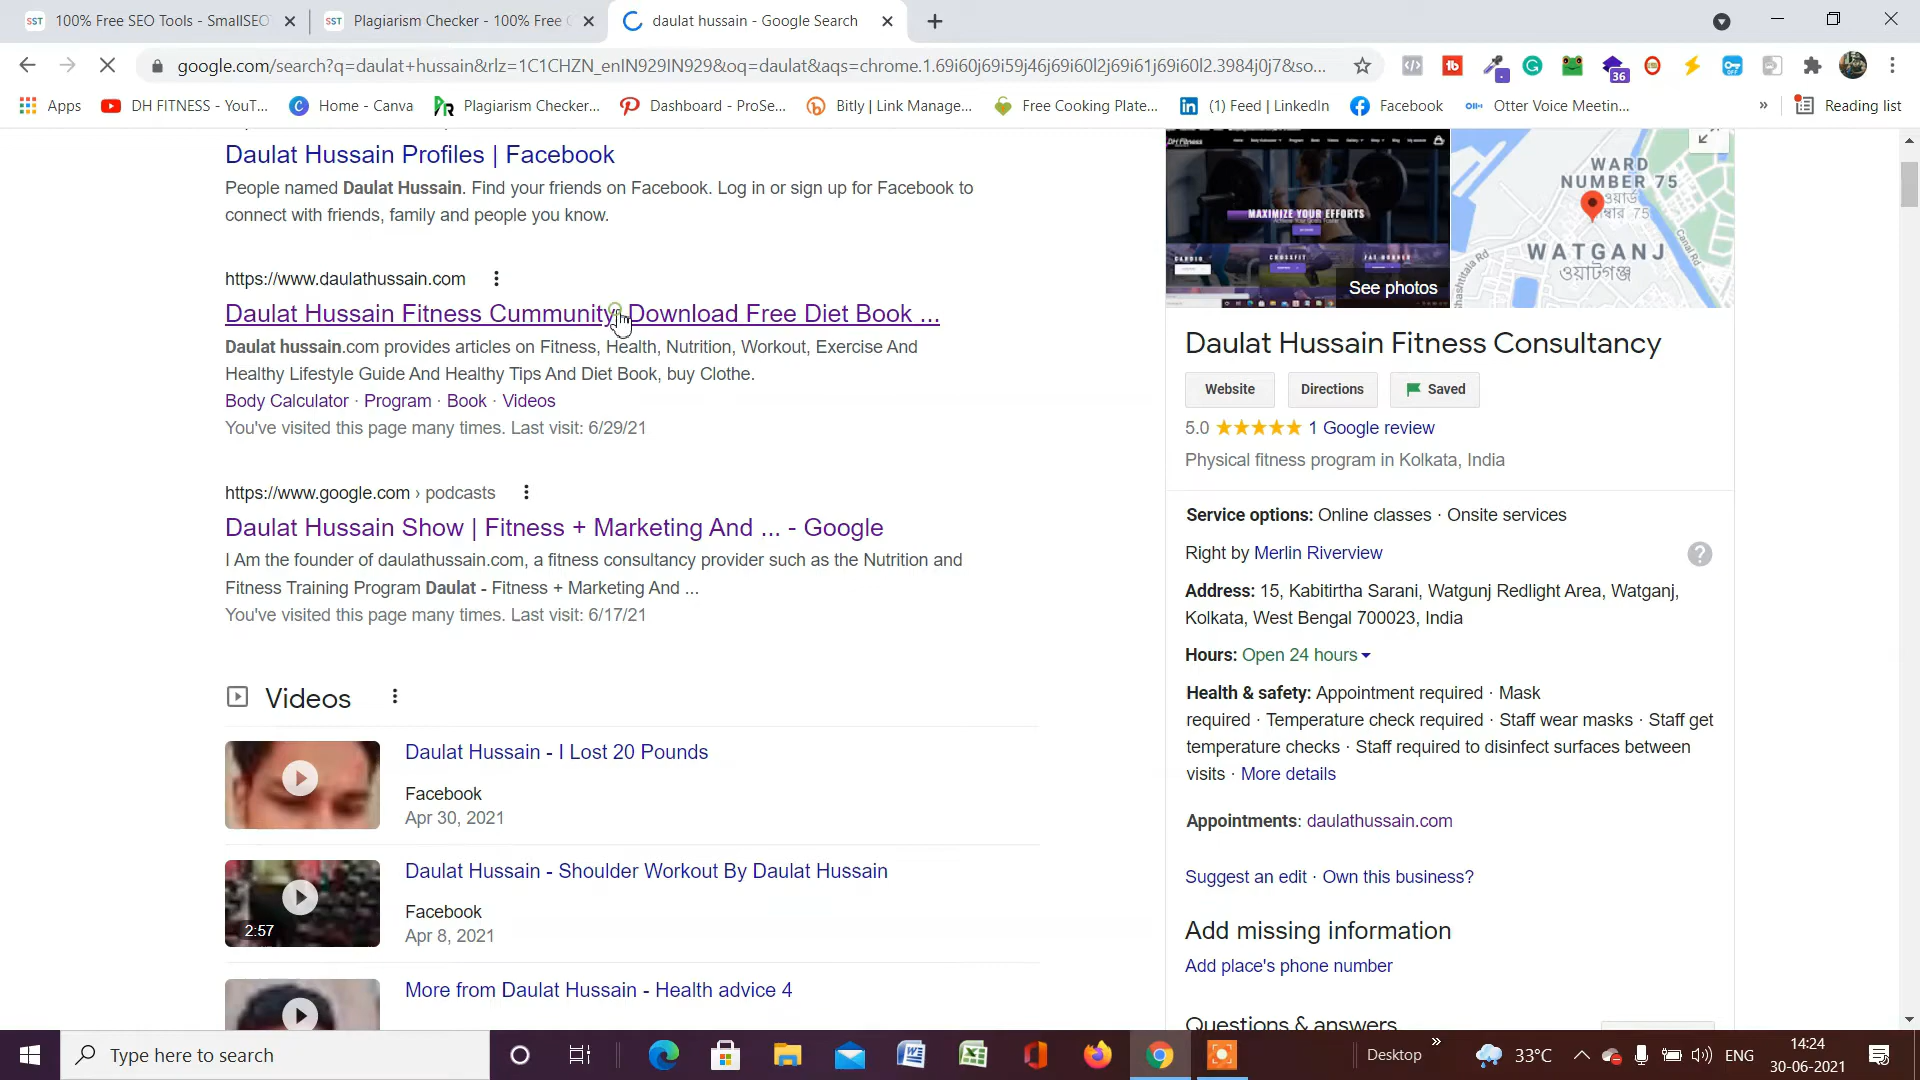 100% Free SEO Tools - SmallSEO
Plagiarism Checker - 100% Free
daulat hussain - Google Search
google.com/search?q=daulat+hussain&rlz=1C1CHZN_enIN929IN929&oq=daulat&aqs=chrome.1.69i60j69i59j46j69i60l2j69i61j69i60l2.3984j0j7&so...
36
Apps
DH FITNESS - YouT...
Home - Canva
Plagiarism Checker...
Dashboard - ProSe...
Bitly | Link Manage...
Free Cooking Plate...
(1) Feed | LinkedIn
Facebook
Otter Voice Meetin...
»
Reading list
Daulat Hussain Profiles | Facebook
People named Daulat Hussain. Find your friends on Facebook. Log in or sign up for Facebook to
connect with friends, family and people you know.
https://www.daulathussain.com
Daulat Hussain Fitness Cummunity Download Free Diet Book ...
Daulat hussain.com provides articles on Fitness, Health, Nutrition, Workout, Exercise And
Healthy Lifestyle Guide And Healthy Tips And Diet Book, buy Clothe.
Body Calculator · Program · Book · Videos
You've visited this page many times. Last visit: 6/29/21
https://www.google.com › podcasts
Daulat Hussain Show | Fitness + Marketing And ... - Google
I Am the founder of daulathussain.com, a fitness consultancy provider such as the Nutrition and
Fitness Training Program Daulat - Fitness + Marketing And ...
You've visited this page many times. Last visit: 6/17/21
Videos
Daulat Hussain - I Lost 20 Pounds
Facebook
Apr 30, 2021
2:57
Daulat Hussain - Shoulder Workout By Daulat Hussain
Facebook
Apr 8, 2021
More from Daulat Hussain - Health advice 4
MAXIMIZE YOUR EFFORTS
CARDIO
CROSSFIT
See photos
WARD
NUMBER 75
WATGANJ
ওয়াটগঞ্জ
Canal Rd
Daulat Hussain Fitness Consultancy
Website
Directions
Saved
5.0
1 Google review
Physical fitness program in Kolkata, India
Service options: Online classes · Onsite services
Right by Merlin Riverview
Address: 15, Kabitirtha Sarani, Watgunj Redlight Area, Watganj,
Kolkata, West Bengal 700023, India
Hours: Open 24 hours
Health & safety: Appointment required · Mask
required · Temperature check required · Staff wear masks · Staff get
temperature checks · Staff required to disinfect surfaces between
visits · More details
Appointments: daulathussain.com
Suggest an edit · Own this business?
Add missing information
Add place's phone number
Questions & answers
Type here to search
Desktop
»
33°C
ENG
14:24
30-06-2021